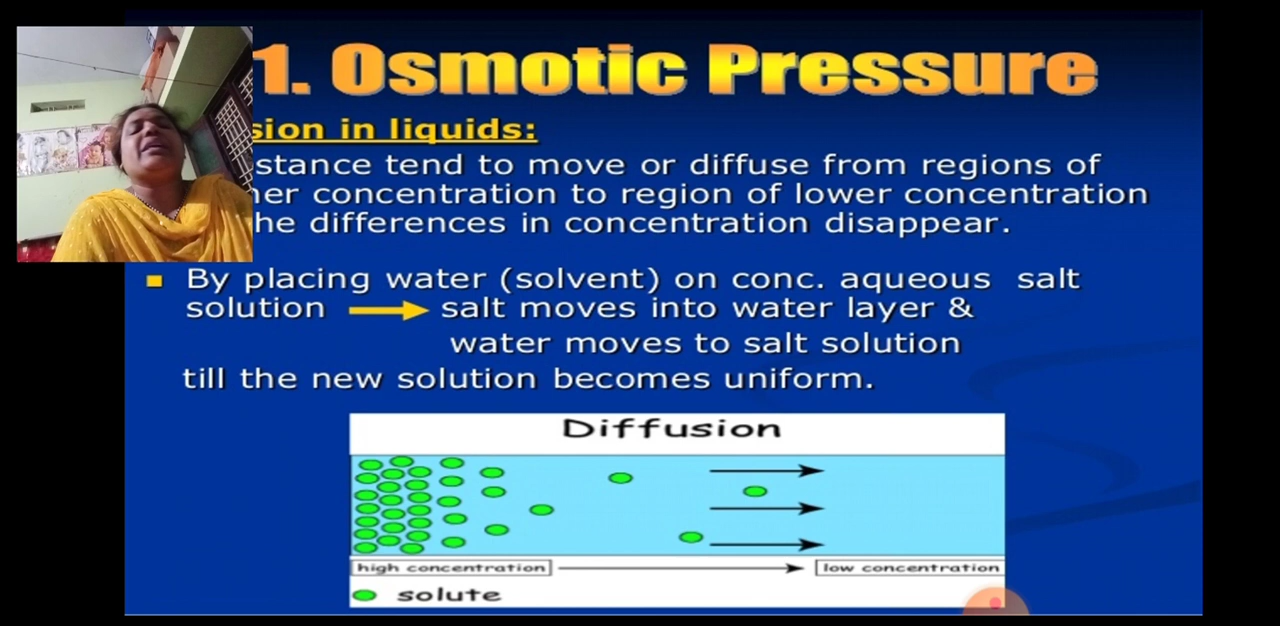 1. Osmotic Pressure
sion in liquids:
stance tend to move or diffuse from regions of
her concentration to region of lower concentration
he differences in concentration disappear.
By placing water (solvent) on conc. aqueous salt
solution salt moves into water layer &
water moves to salt solution
till the new solution becomes uniform.
Diffusion
high concentration low concentration
solute